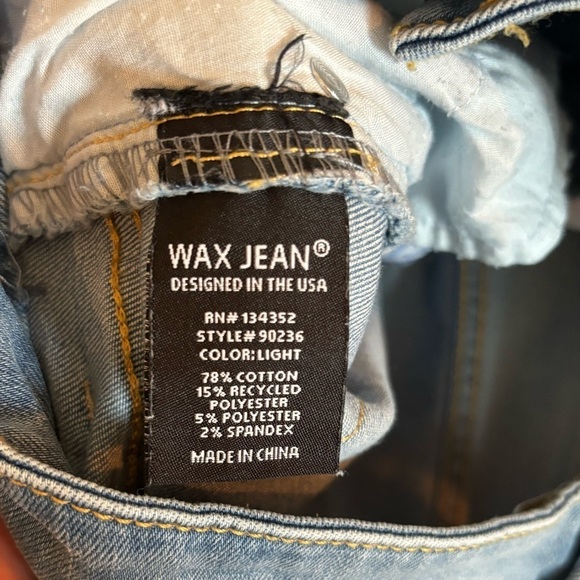 WAX JEAN®
DESIGNED IN THE USA
RN# 134352
STYLE# 90236
COLOR:LIGHT
78% COTTON
15% RECYCLED
POLYESTER
5% POLYESTER
2% SPANDEX
MADE IN CHINA